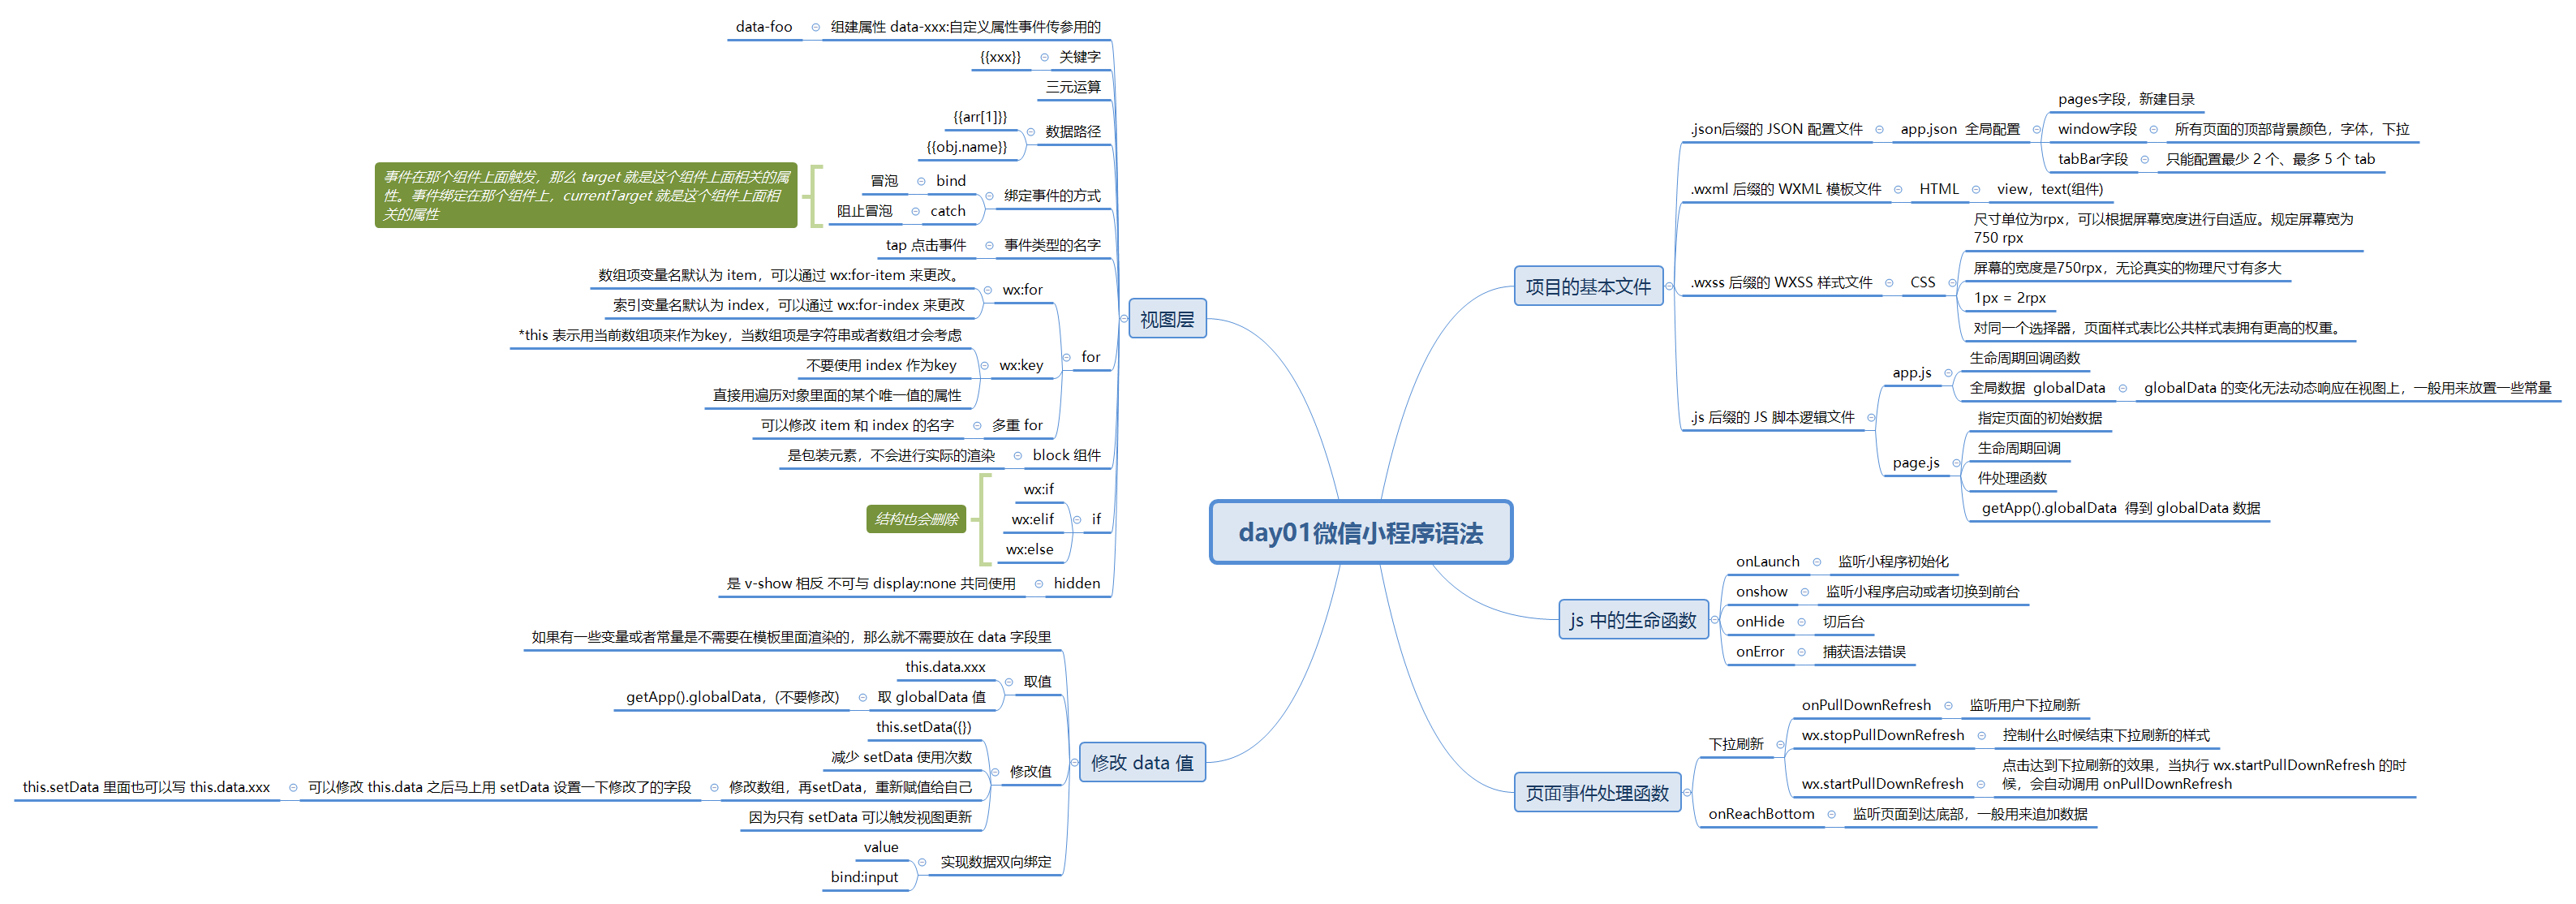 day01微信小程序语法
项目的基本文件
.json后缀的 JSON 配置文件
app.json 全局配置
pages字段，新建目录
window字段
所有页面的顶部背景颜色，字体，下拉
tabBar字段
只能配置最少 2 个、最多 5 个 tab
.wxml 后缀的 WXML 模板文件
HTML
view，text(组件)
.wxss 后缀的 WXSS 样式文件
CSS
尺寸单位为rpx，可以根据屏幕宽度进行自适应。规定屏幕宽为
750 rpx
屏幕的宽度是750rpx，无论真实的物理尺寸有多大
1px = 2rpx
对同一个选择器，页面样式表比公共样式表拥有更高的权重。
.js 后缀的 JS 脚本逻辑文件
app.js
生命周期回调函数
全局数据 globalData
globalData 的变化无法动态响应在视图上，一般用来放置一些常量
page.js
指定页面的初始数据
生命周期回调
件处理函数
getApp().globalData 得到 globalData 数据
js 中的生命函数
onLaunch
监听小程序初始化
onshow
监听小程序启动或者切换到前台
onHide
切后台
onError
捕获语法错误
页面事件处理函数
下拉刷新
onPullDownRefresh
监听用户下拉刷新
wx.stopPullDownRefresh
控制什么时候结束下拉刷新的样式
wx.startPullDownRefresh
点击达到下拉刷新的效果，当执行 wx.startPullDownRefresh 的时
候，会自动调用 onPullDownRefresh
onReachBottom
监听页面到达底部，一般用来追加数据
视图层
组建属性 data-xxx:自定义属性事件传参用的
data-foo
关键字
{{xxx}}
三元运算
数据路径
{{arr[1]}}
{{obj.name}}
绑定事件的方式
bind
冒泡
catch
阻止冒泡
事件在那个组件上面触发，那么 target 就是这个组件上面相关的属
性。事件绑定在那个组件上，currentTarget 就是这个组件上面相
关的属性
事件类型的名字
tap 点击事件
for
wx:for
数组项变量名默认为 item，可以通过 wx:for-item 来更改。
索引变量名默认为 index，可以通过 wx:for-index 来更改
wx:key
*this 表示用当前数组项来作为key，当数组项是字符串或者数组才会考虑
不要使用 index 作为key
直接用遍历对象里面的某个唯一值的属性
多重 for
可以修改 item 和 index 的名字
block 组件
是包装元素，不会进行实际的渲染
if
wx:if
wx:elif
wx:else
结构也会删除
hidden
是 v-show 相反 不可与 display:none 共同使用
修改 data 值
如果有一些变量或者常量是不需要在模板里面渲染的，那么就不需要放在 data 字段里
取值
this.data.xxx
取 globalData 值
getApp().globalData，(不要修改)
修改值
this.setData({})
减少 setData 使用次数
修改数组，再setData，重新赋值给自己
可以修改 this.data 之后马上用 setData 设置一下修改了的字段
this.setData 里面也可以写 this.data.xxx
因为只有 setData 可以触发视图更新
实现数据双向绑定
value
bind:input